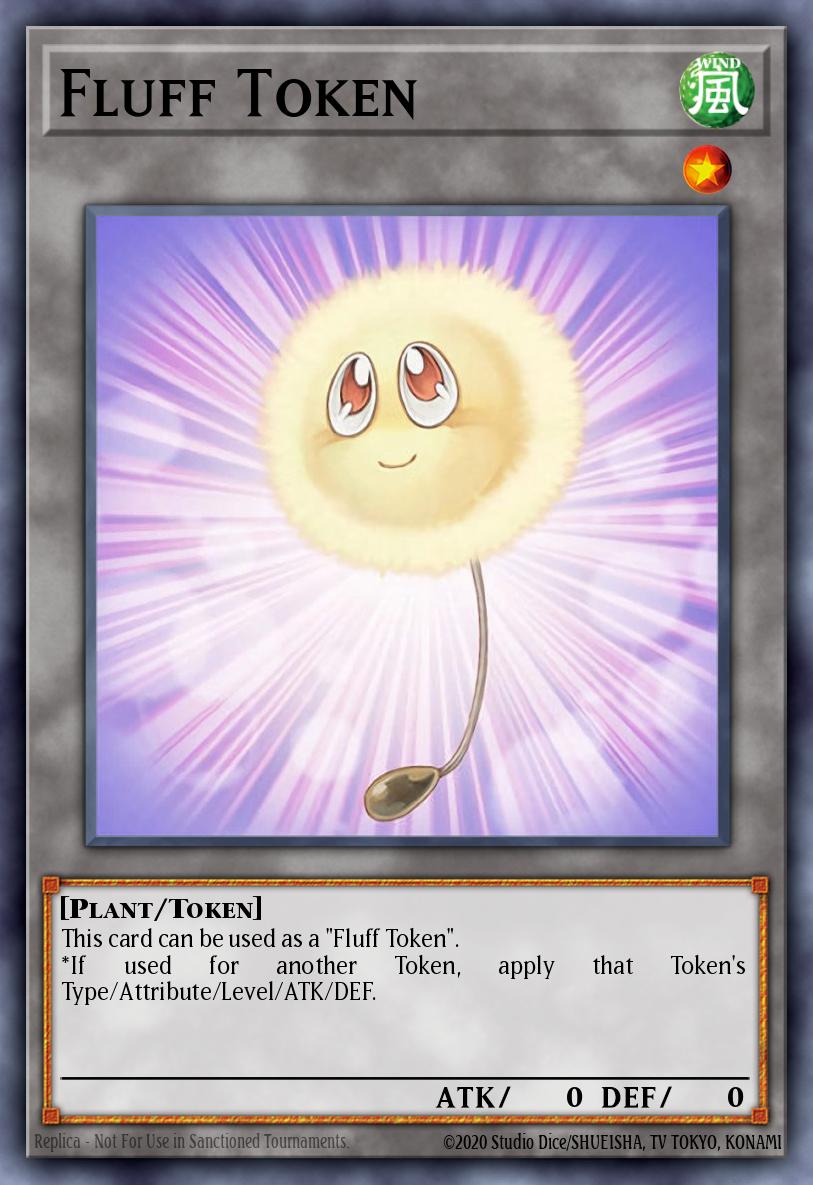 Fluff Token
WIND
風
[Plant/Token]
This card can be used as a "Fluff Token".
*If used for another Token, apply that Token's
Type/Attribute/Level/ATK/DEF.
ATK/ 0 DEF/ 0
Replica - Not For Use in Sanctioned Tournaments. ©2020 Studio Dice/SHUEISHA, TV TOKYO, KONAMI